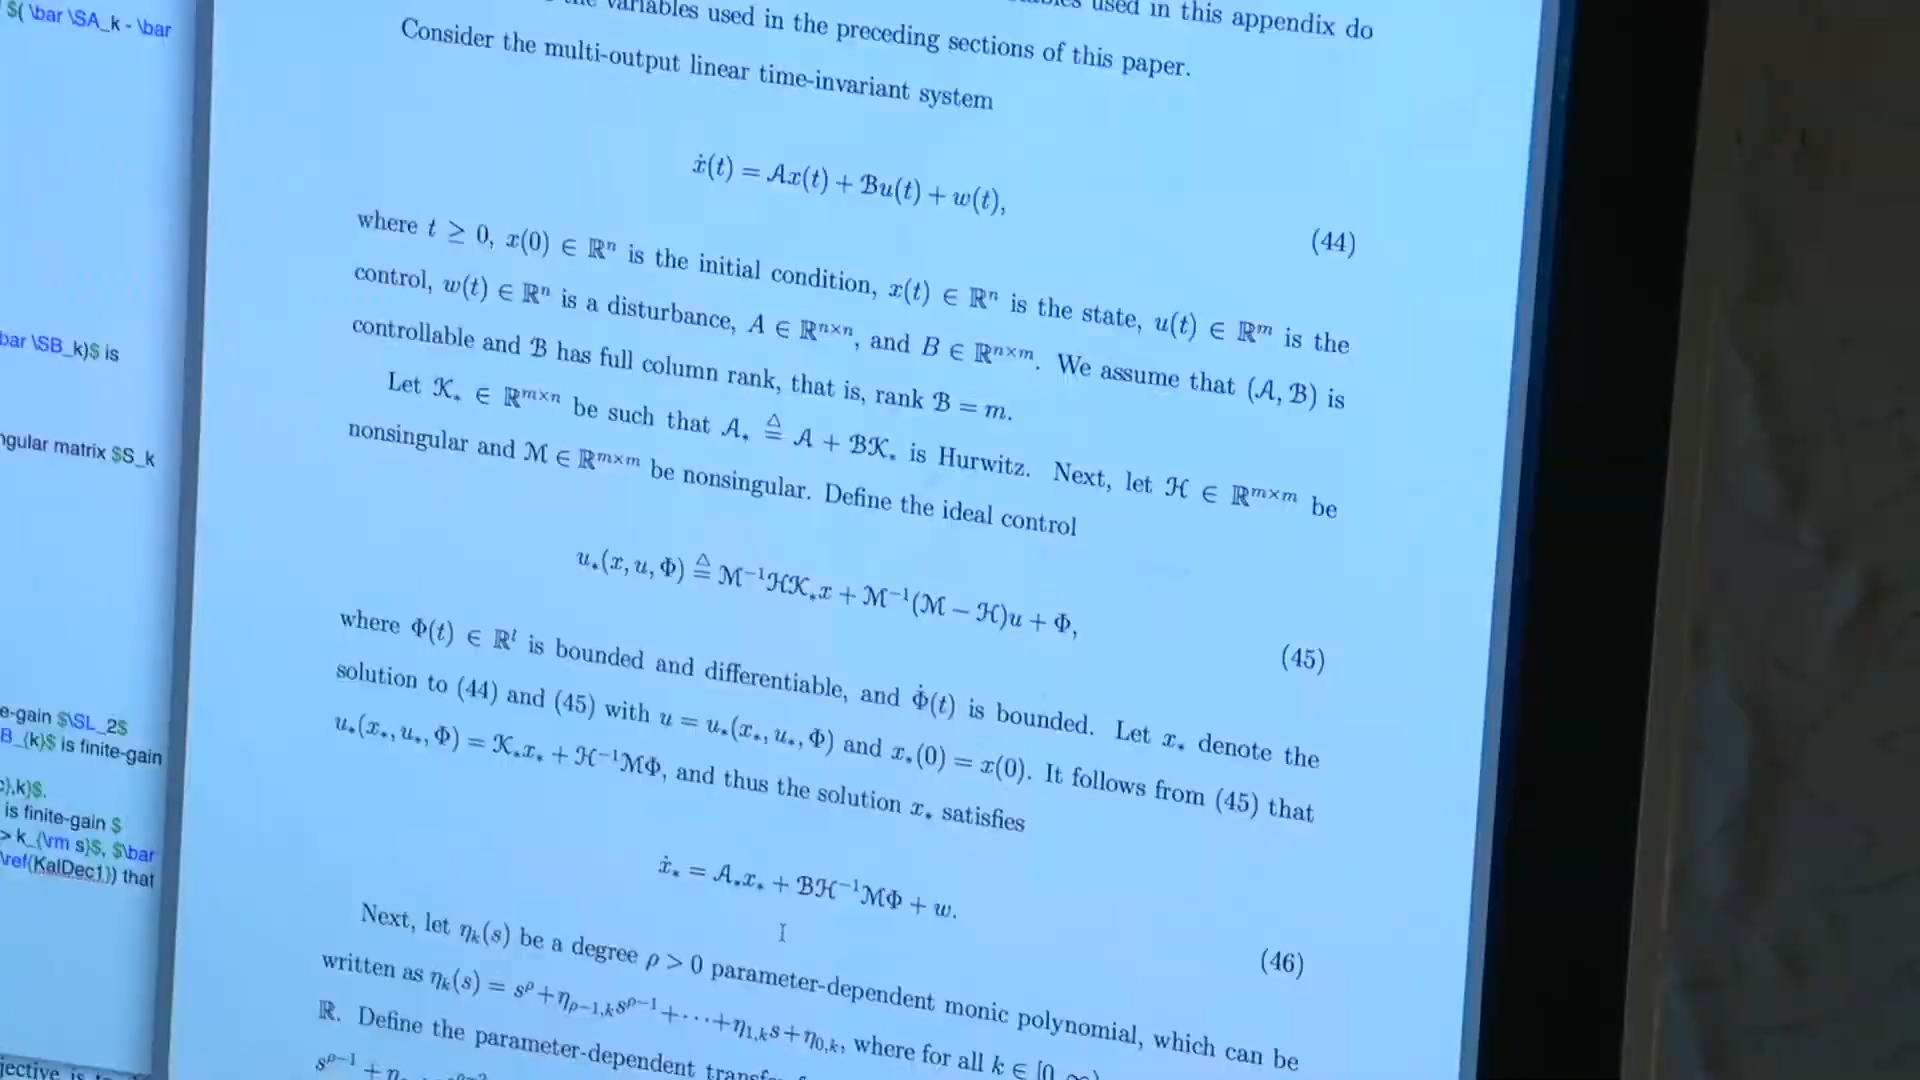 $( \bar \SA_k - \bar
bar \SB_k)$ is
ngular matrix $S_k
e-gain $\SL_2$
B_{k}$ is finite-gain
c},k)$.
is finite-gain $
> k_{\rm s}$, $\bar
\ref{KalDec1}) that
jective is
used in this appendix do
the variables used in the preceding sections of this paper.
Consider the multi-output linear time-invariant system
ẋ(t) = 𝒜x(t) + ℬu(t) + w(t),
(44)
where t ≥ 0, x(0) ∈ ℝⁿ is the initial condition, x(t) ∈ ℝⁿ is the state, u(t) ∈ ℝᵐ is the
control, w(t) ∈ ℝⁿ is a disturbance, A ∈ ℝⁿˣⁿ, and B ∈ ℝⁿˣᵐ. We assume that (𝒜, ℬ) is
controllable and ℬ has full column rank, that is, rank ℬ = m.
Let 𝒦₊ ∈ ℝᵐˣⁿ be such that 𝒜₊ ≜ 𝒜 + ℬ𝒦₊ is Hurwitz. Next, let ℋ ∈ ℝᵐˣᵐ be
nonsingular and ℳ ∈ ℝᵐˣᵐ be nonsingular. Define the ideal control
u₊(x, u, Φ) ≜ ℳ⁻¹ℋ𝒦₊x + ℳ⁻¹(ℳ − ℋ)u + Φ,
(45)
where Φ(t) ∈ ℝˡ is bounded and differentiable, and Φ̇(t) is bounded. Let x₊ denote the
solution to (44) and (45) with u = u₊(x₊, u₊, Φ) and x₊(0) = x(0). It follows from (45) that
u₊(x₊, u₊, Φ) = 𝒦₊x₊ + ℋ⁻¹ℳΦ, and thus the solution x₊ satisfies
ẋ₊ = 𝒜₊x₊ + ℬℋ⁻¹ℳΦ + w.
(46)
Next, let ηₖ(s) be a degree ρ > 0 parameter-dependent monic polynomial, which can be
written as ηₖ(s) = s^ρ + η_{ρ−1,k}s^{ρ−1} + ⋯ + η_{1,k}s + η_{0,k}, where for all k ∈ [0, ∞)
ℝ. Define the parameter-dependent
s^{ρ−1} +